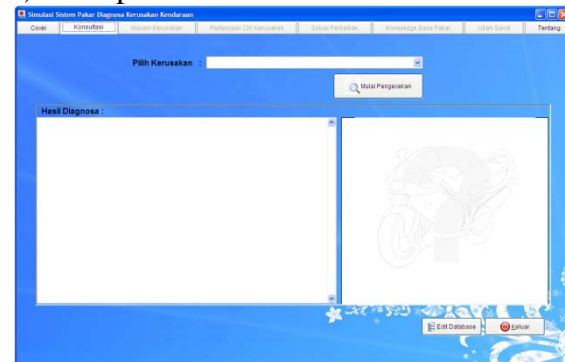 Simulasi Sistem Pakar Diagnosa Kerusakan Kendaraan
Cover Konsultasi Macam Kerusakan Pertanyaan Ciri Kerusakan Solusi Perbaikan Knowledge Base Pakar Ubah Sandi Tentang
Pilih Kerusakan :
Mulai Pengecekan
Hasil Diagnosa :
Edit Database Keluar